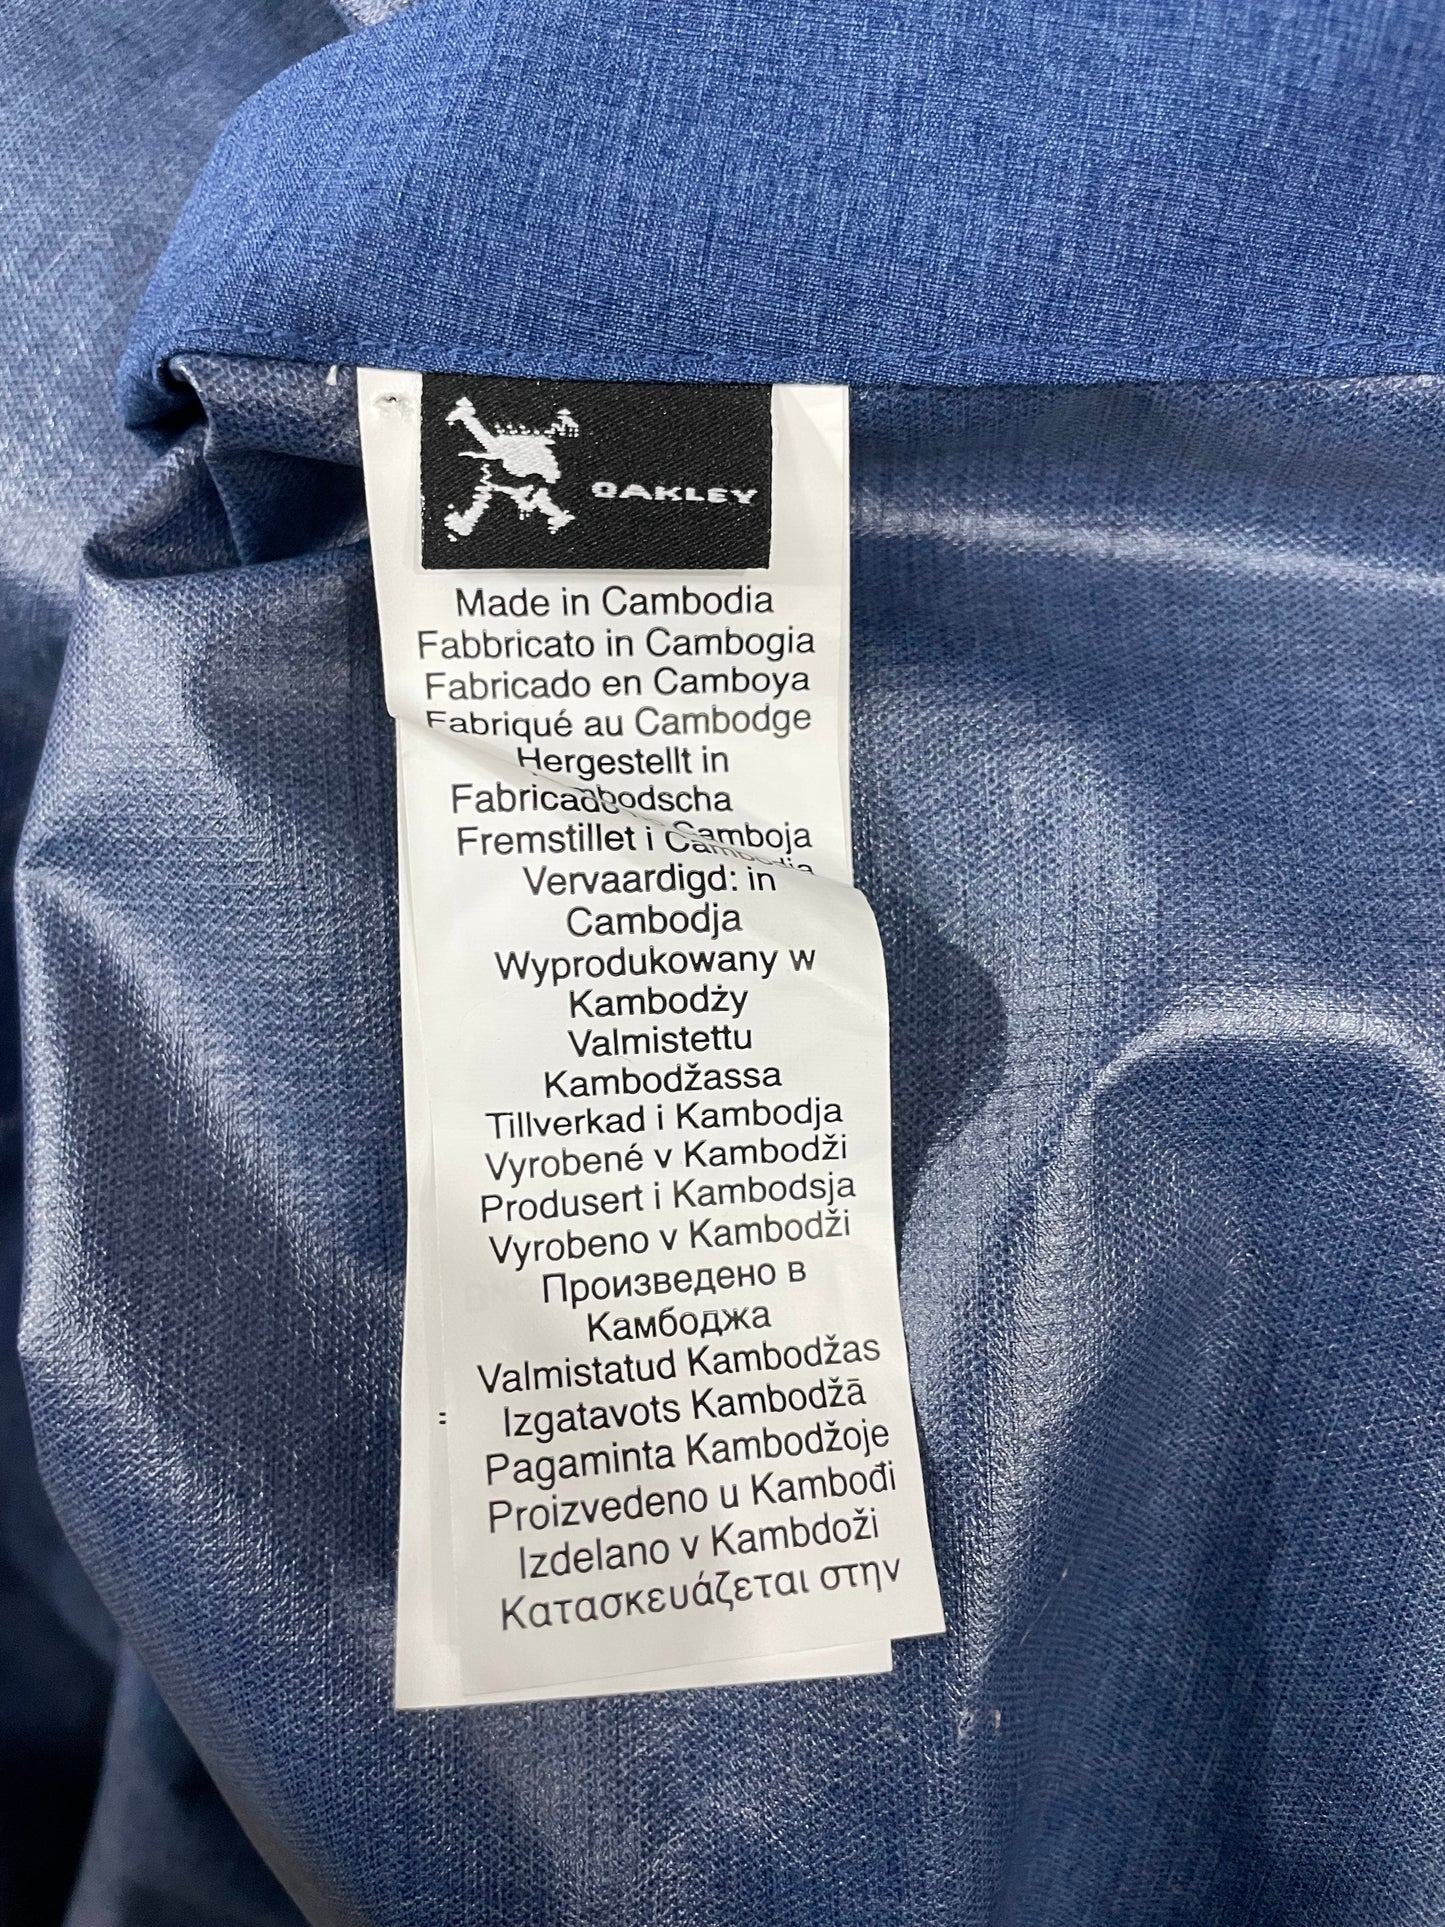 OAKLEY
Made in Cambodia
Fabbricato in Cambogia
Fabricado en Camboya
Fabriqué au Cambodge
Hergestellt in
Fremstillet i Camboja
Vervaardigd: in
Cambodja
Wyprodukowany w
Kambodży
Valmistettu
Kambodžassa
Tillverkad i Kambodja
Vyrobené v Kambodži
Produsert i Kambodsja
Vyrobeno v Kambodži
Произведено в
Камбоджа
Valmistatud Kambodžas
Izgatavots Kambodžā
Pagaminta Kambodžoje
Proizvedeno u Kambođi
Izdelano v Kambdoži
Κατασκευάζεται στην